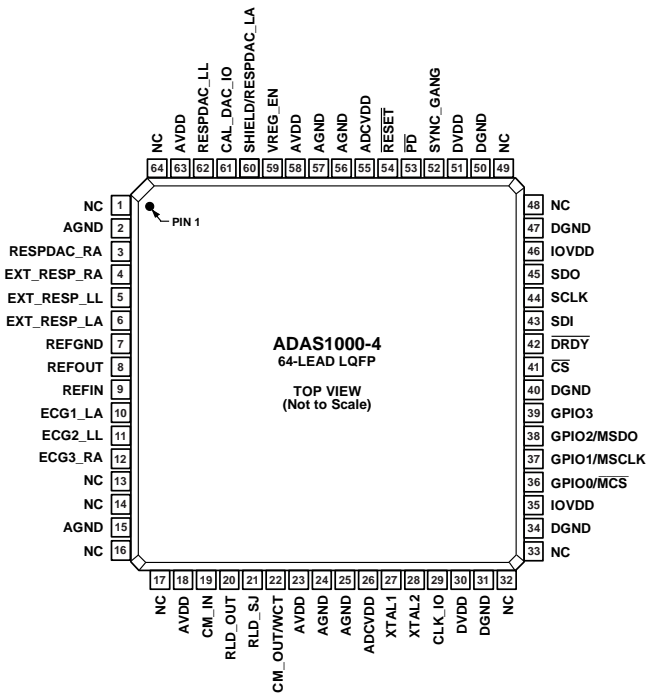 NC
AVDD
RESPDAC_LL
CAL_DAC_IO
SHIELD/RESPDAC_LA
VREG_EN
AVDD
AGND
AGND
ADCVDD
RESET
PD
SYNC_GANG
DVDD
DGND
NC
64 63 62 61 60 59 58 57 56 55 54 53 52 51 50 49
PIN 1
NC 1
AGND 2
RESPDAC_RA 3
EXT_RESP_RA 4
EXT_RESP_LL 5
EXT_RESP_LA 6
REFGND 7
REFOUT 8
REFIN 9
ECG1_LA 10
ECG2_LL 11
ECG3_RA 12
NC 13
NC 14
AGND 15
NC 16
ADAS1000-4
64-LEAD LQFP
TOP VIEW
(Not to Scale)
48 NC
47 DGND
46 IOVDD
45 SDO
44 SCLK
43 SDI
42 DRDY
41 CS
40 DGND
39 GPIO3
38 GPIO2/MSDO
37 GPIO1/MSCLK
36 GPIO0/MCS
35 IOVDD
34 DGND
33 NC
17 18 19 20 21 22 23 24 25 26 27 28 29 30 31 32
NC
AVDD
CM_IN
RLD_OUT
RLD_SJ
CM_OUT/WCT
AVDD
AGND
AGND
ADCVDD
XTAL1
XTAL2
CLK_IO
DVDD
DGND
NC